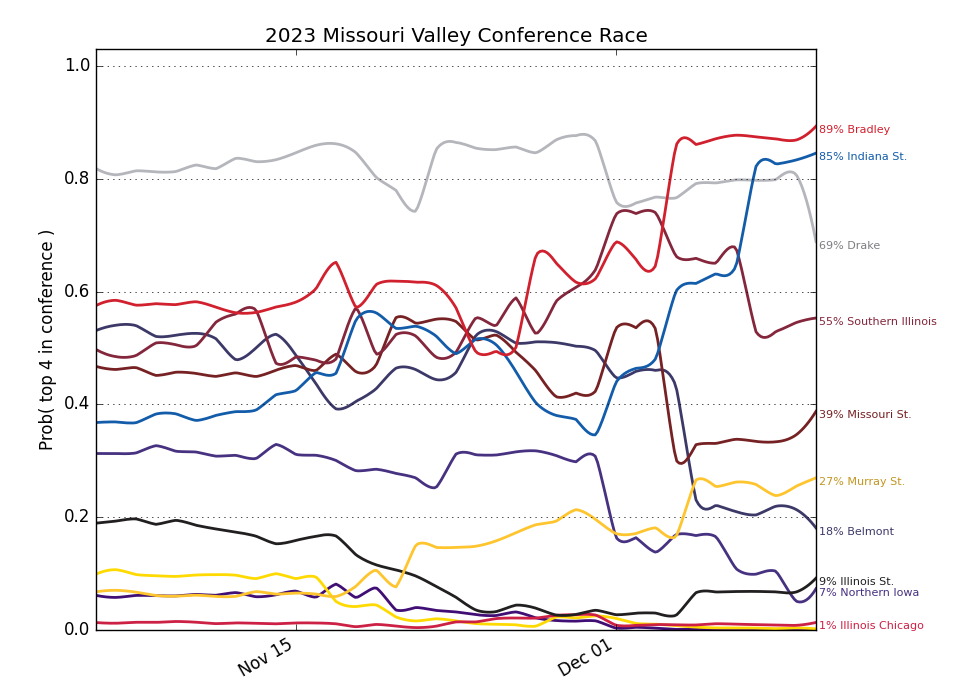 2023 Missouri Valley Conference Race
Prob( top 4 in conference )
1.0
0.8
0.6
0.4
0.2
0.0
Nov 15
Dec 01
89% Bradley
85% Indiana St.
69% Drake
55% Southern Illinois
39% Missouri St.
27% Murray St.
18% Belmont
9% Illinois St.
7% Northern Iowa
1% Illinois Chicago